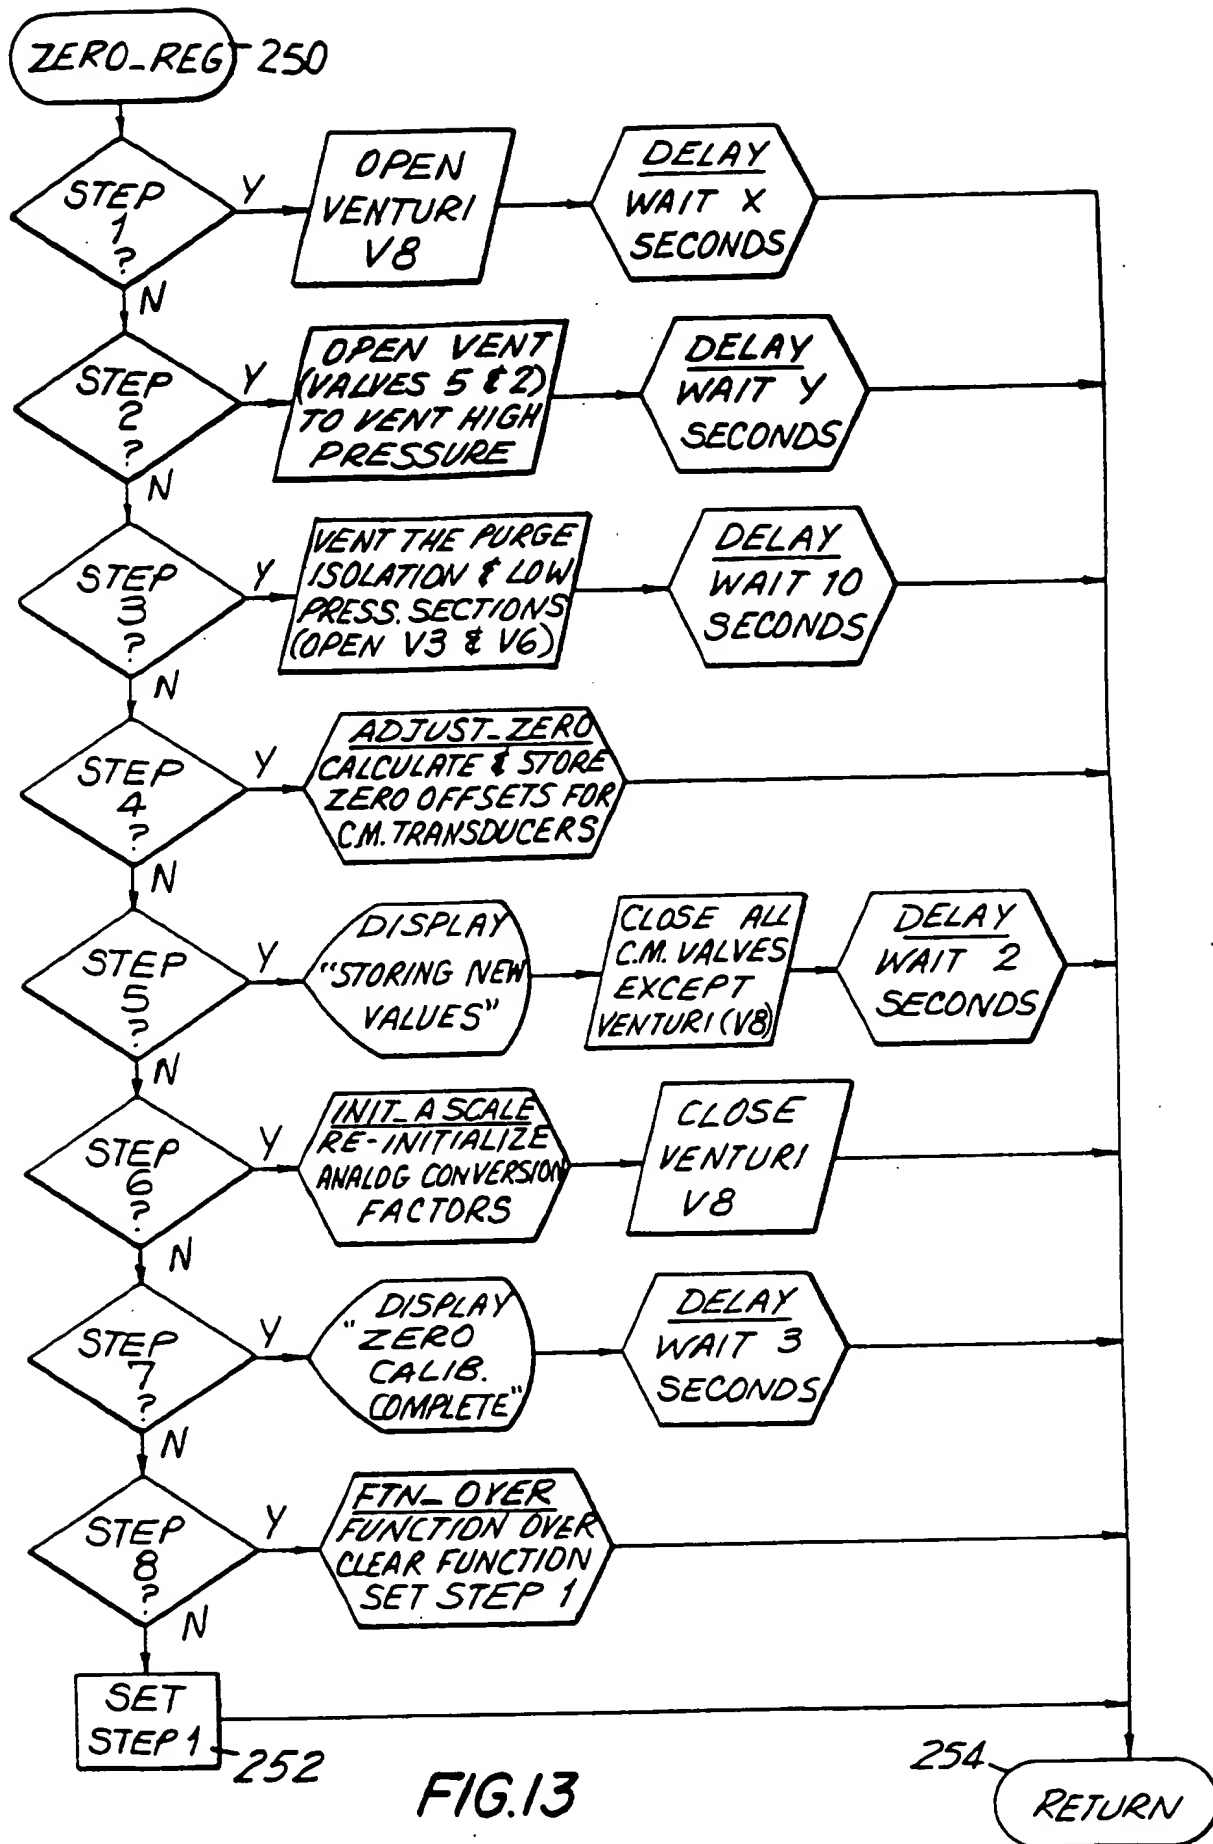 ZERO_REG 250
STEP
1
?
Y
N
OPEN
VENTURI
V8
DELAY
WAIT X
SECONDS
STEP
2
?
Y
N
OPEN VENT
(VALVES 5 & 2)
TO VENT HIGH
PRESSURE
DELAY
WAIT Y
SECONDS
STEP
3
?
Y
N
VENT THE PURGE
ISOLATION & LOW
PRESS. SECTIONS
(OPEN V3 & V6)
DELAY
WAIT 10
SECONDS
STEP
4
?
Y
N
ADJUST_ZERO
CALCULATE & STORE
ZERO OFFSETS FOR
C.M. TRANSDUCERS
STEP
5
?
Y
N
DISPLAY
"STORING NEW
VALUES"
CLOSE ALL
C.M. VALVES
EXCEPT
VENTURI (V8)
DELAY
WAIT 2
SECONDS
STEP
6
?
Y
N
INIT_A SCALE
RE-INITIALIZE
ANALOG CONVERSION
FACTORS
CLOSE
VENTURI
V8
STEP
7
?
Y
N
DISPLAY
"ZERO
CALIB.
COMPLETE"
DELAY
WAIT 3
SECONDS
STEP
8
?
Y
N
FTN_OVER
FUNCTION OVER
CLEAR FUNCTION
SET STEP 1
SET
STEP 1
252
254
RETURN
FIG.13